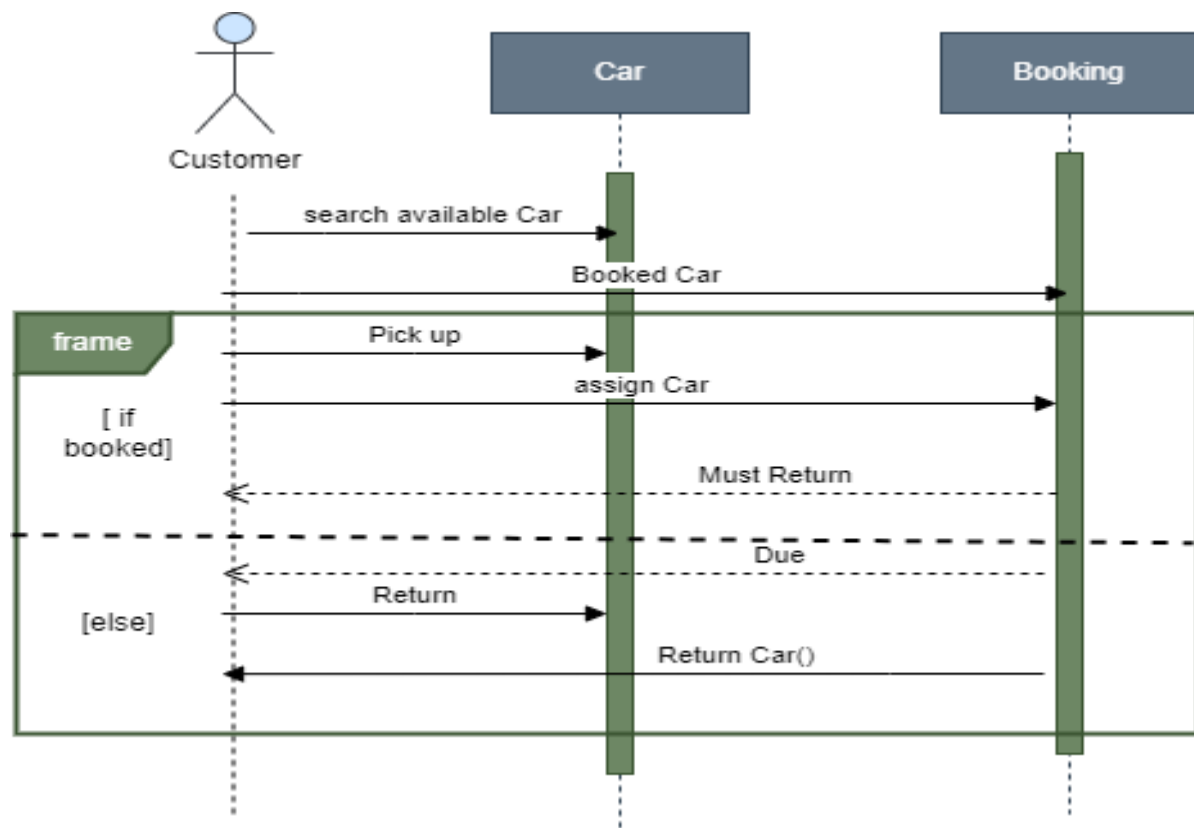 Car
Booking
Customer
search available Car
Booked Car
frame
Pick up
assign Car
[ if
booked]
Must Return
Due
Return
[else]
Return Car()